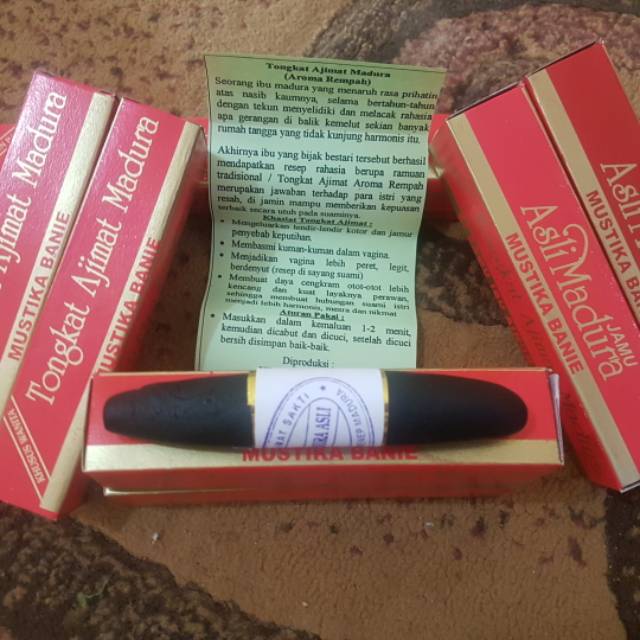 Tongkat Ajimat Madura
(Aroma Rempah)
Seorang ibu madura yang menaruh rasa prihatin
atas nasib kaumnya, selama bertahun-tahun
dengan tekun menyelidiki dan melacak rahasia
apa gerangan di balik kemelut sekian banyak
rumah tangga yang tidak kunjung harmonis itu.
Akhirnya ibu yang bijak bestari tersebut berhasil
mendapatkan resep rahasia berupa ramuan
tradisional / Tongkat Ajimat Aroma Rempah
merupakan jawaban terhadap para istri yang
resah, di jamin mampu memberikan kepuasan
terbaik secara utuh pada suaminya.
Khasiat Tongkat Ajimat :
• Mengeluarkan lendir-lendir kotor dan jamur
penyebab keputihan.
• Membasmi kuman-kuman dalam vagina.
• Menjadikan vagina lebih peret, legit,
berdenyut (resep di sayang suami)
• Membuat daya cengkram otot-otot lebih
kencang dan kuat layaknya perawan,
sehingga membuat hubungan suami istri
menjadi lebih harmonis, mesra dan nikmat
Aturan Pakai :
• Masukkan dalam kemaluan 1-2 menit,
kemudian dicabut dan dicuci, setelah dicuci
bersih disimpan baik-baik.
Diproduksi :
Ajimat Madura
MUSTIKA BANIE
Tongkat Ajimat Madura
MUSTIKA BANIE
KHUSUS WANITA
JAMU
Asli Madura
MUSTIKA BANIE
Asli
MUSTIKA BANIE
SAKTI
RA ASLI
MADURA
MUSTIKA BANIE